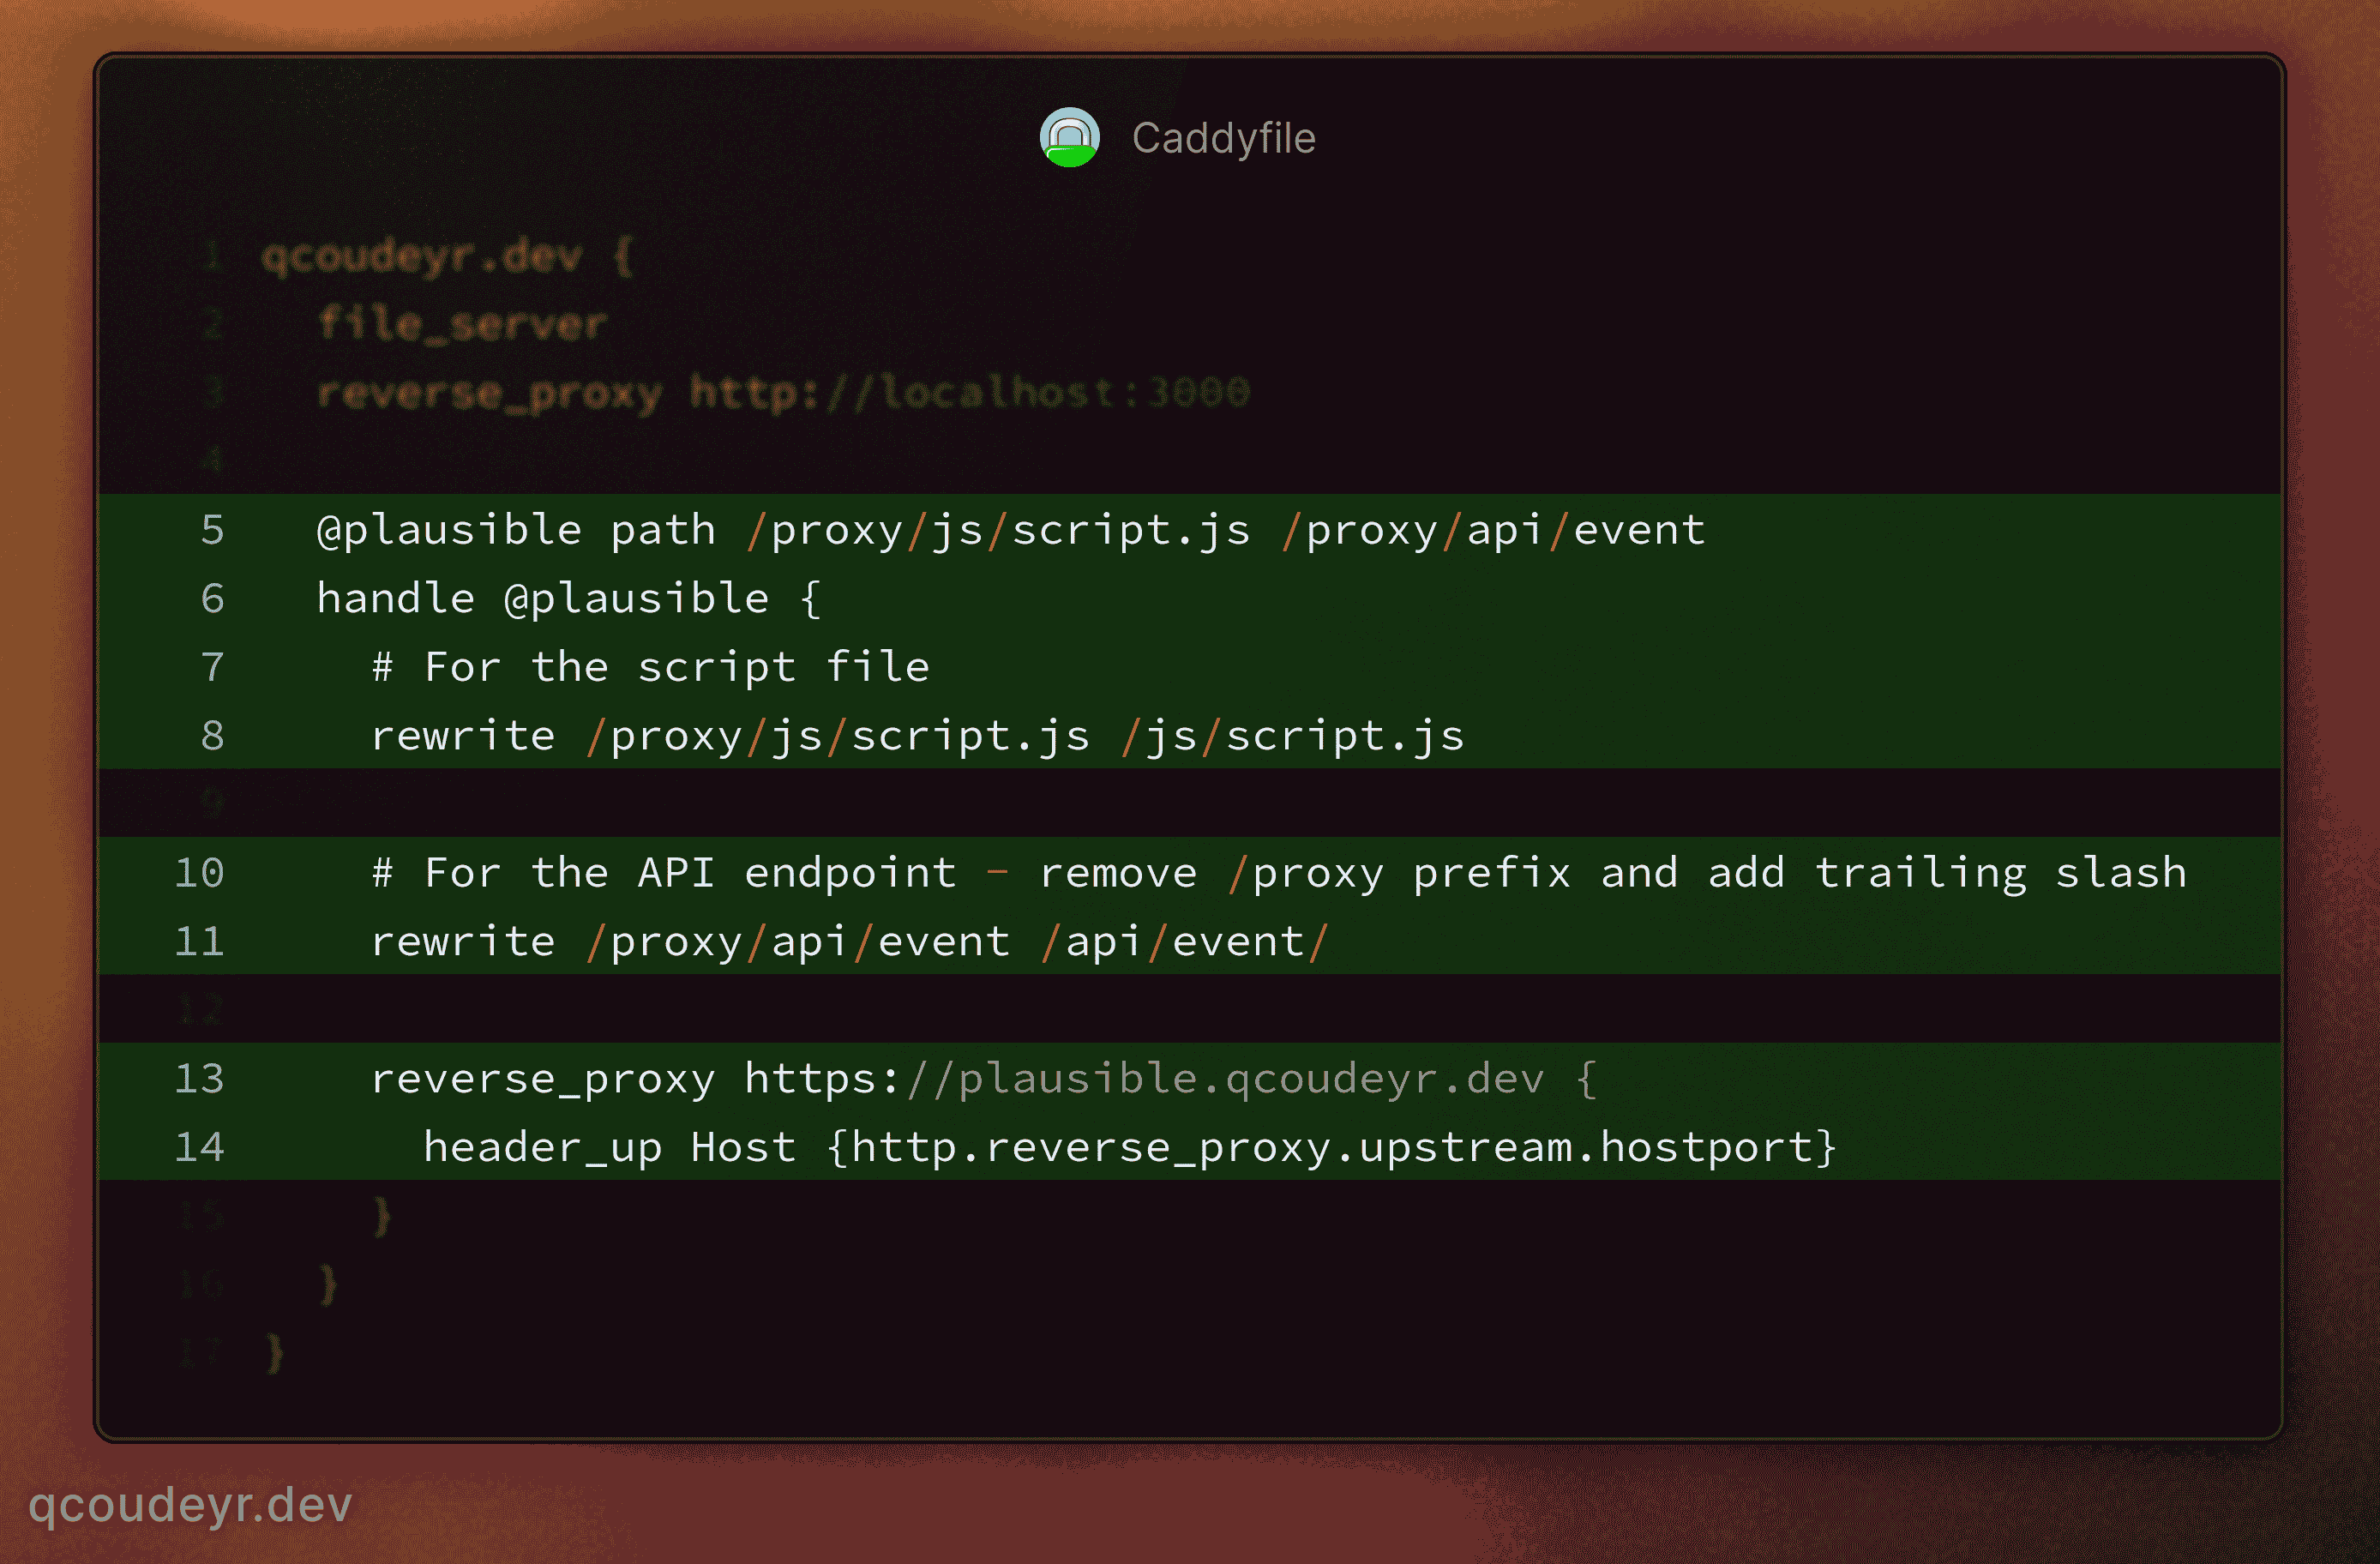 Caddyfile
1 qcoudeyr.dev {
2 file_server
3 reverse_proxy http://localhost:3000
4
5 @plausible path /proxy/js/script.js /proxy/api/event
6 handle @plausible {
7 # For the script file
8 rewrite /proxy/js/script.js /js/script.js
9
10 # For the API endpoint - remove /proxy prefix and add trailing slash
11 rewrite /proxy/api/event /api/event/
12
13 reverse_proxy https://plausible.qcoudeyr.dev {
14 header_up Host {http.reverse_proxy.upstream.hostport}
15 }
16 }
17 }
qcoudeyr.dev